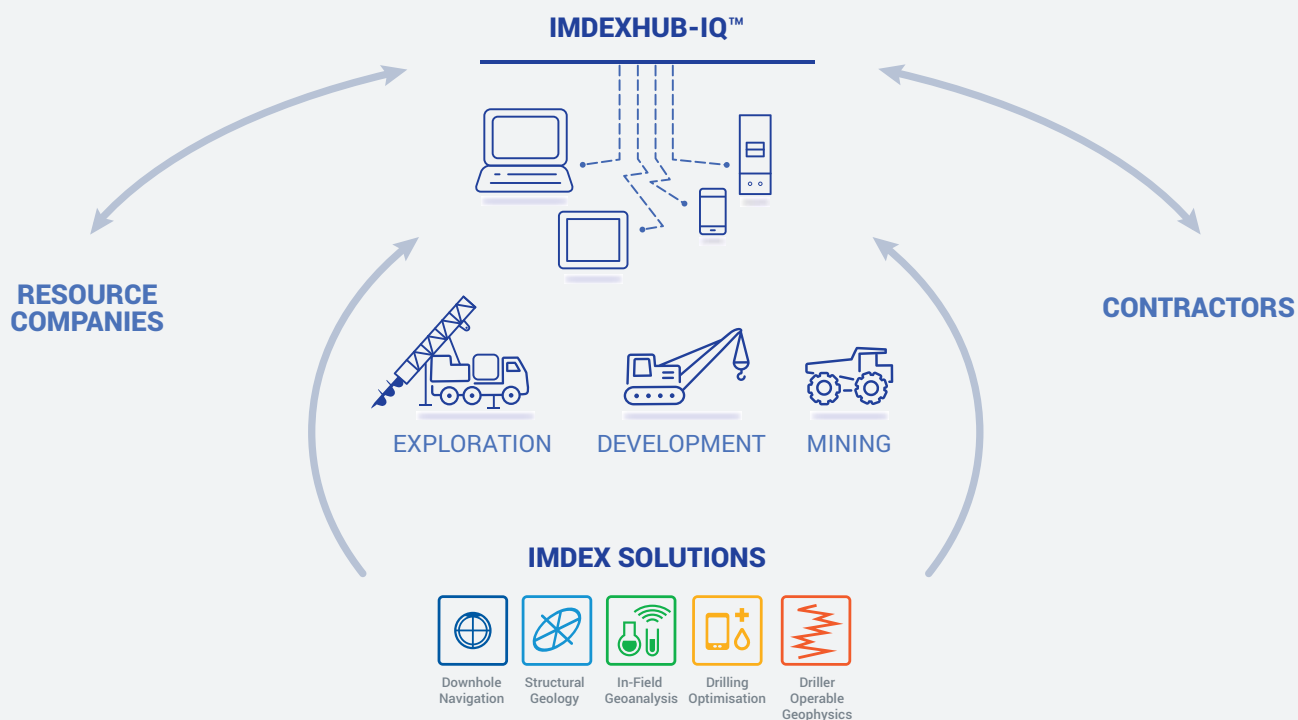 IMDEXHUB-IQ™
RESOURCE
COMPANIES
CONTRACTORS
EXPLORATION
DEVELOPMENT
MINING
IMDEX SOLUTIONS
Downhole
Navigation
Structural
Geology
In-Field
Geoanalysis
Drilling
Optimisation
Driller
Operable
Geophysics